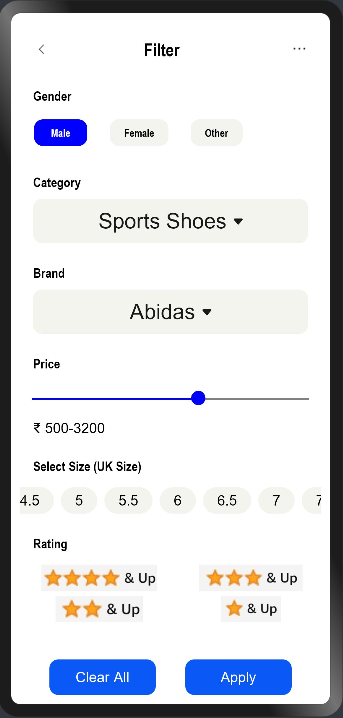 Filter
Gender
Male Female Other
Category
Sports Shoes
Brand
Abidas
Price
₹ 500-3200
Select Size (UK Size)
4.5 5 5.5 6 6.5 7 7
Rating
& Up & Up
& Up & Up
Clear All Apply